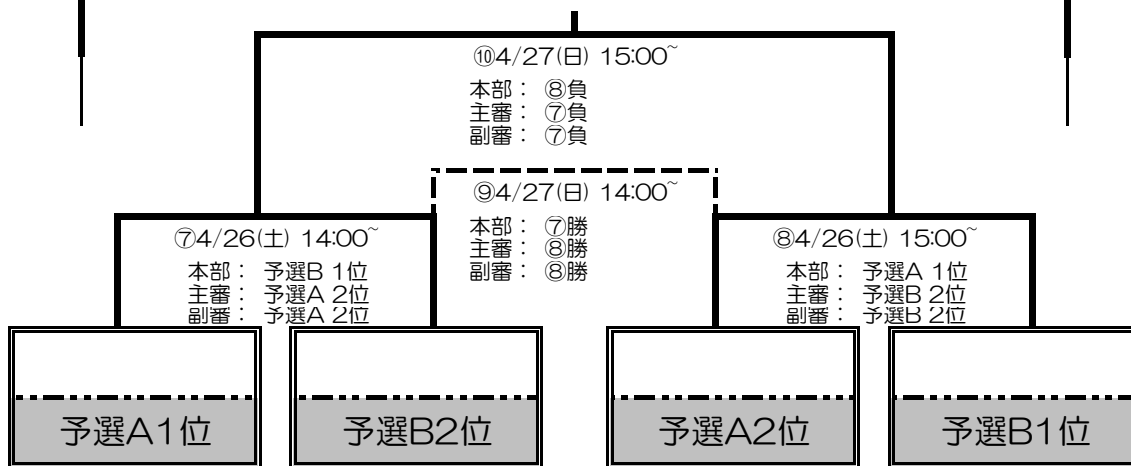 ⑩4/27(日) 15:00~
本部： ⑧負
主審： ⑦負
副審： ⑦負
⑨4/27(日) 14:00~
本部： ⑦勝
主審： ⑧勝
副審： ⑧勝
⑦4/26(土) 14:00~
本部： 予選B 1位
主審： 予選A 2位
副審： 予選A 2位
⑧4/26(土) 15:00~
本部： 予選A 1位
主審： 予選B 2位
副審： 予選B 2位
予選A1位
予選B2位
予選A2位
予選B1位